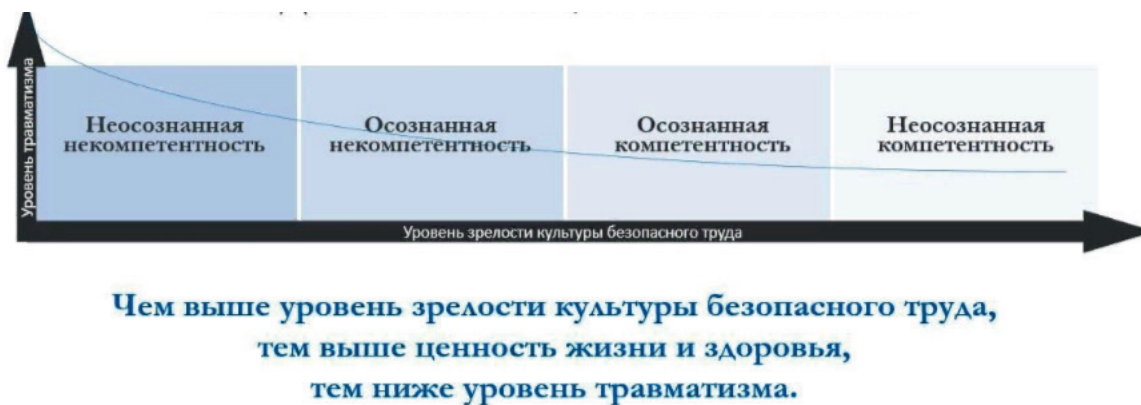 Уровень травматизма
Неосознанная
некомпетентность
Осознанная
некомпетентность
Осознанная
компетентность
Неосознанная
компетентность
Уровень зрелости культуры безопасного труда
Чем выше уровень зрелости культуры безопасного труда,
тем выше ценность жизни и здоровья,
тем ниже уровень травматизма.